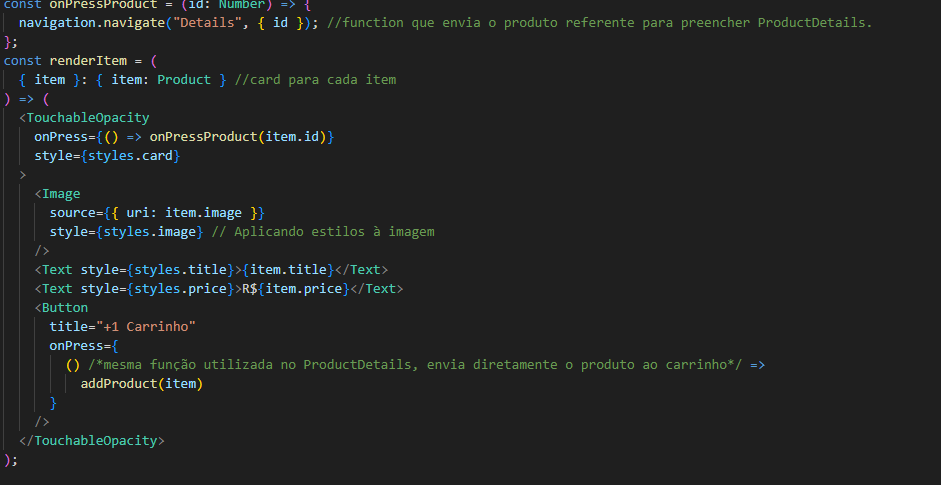 const onPressProduct = (id: Number) => {
  navigation.navigate("Details", { id }); //function que envia o produto referente para preencher ProductDetails.
};
const renderItem = (
  { item }: { item: Product } //card para cada item
) => (
  <TouchableOpacity
    onPress={() => onPressProduct(item.id)}
    style={styles.card}
  >
    <Image
      source={{ uri: item.image }}
      style={styles.image} // Aplicando estilos à imagem
    />
    <Text style={styles.title}>{item.title}</Text>
    <Text style={styles.price}>R${item.price}</Text>
    <Button
      title="+1 Carrinho"
      onPress={
        () /*mesma função utilizada no ProductDetails, envia diretamente o produto ao carrinho*/ =>
          addProduct(item)
      }
    />
  </TouchableOpacity>
);